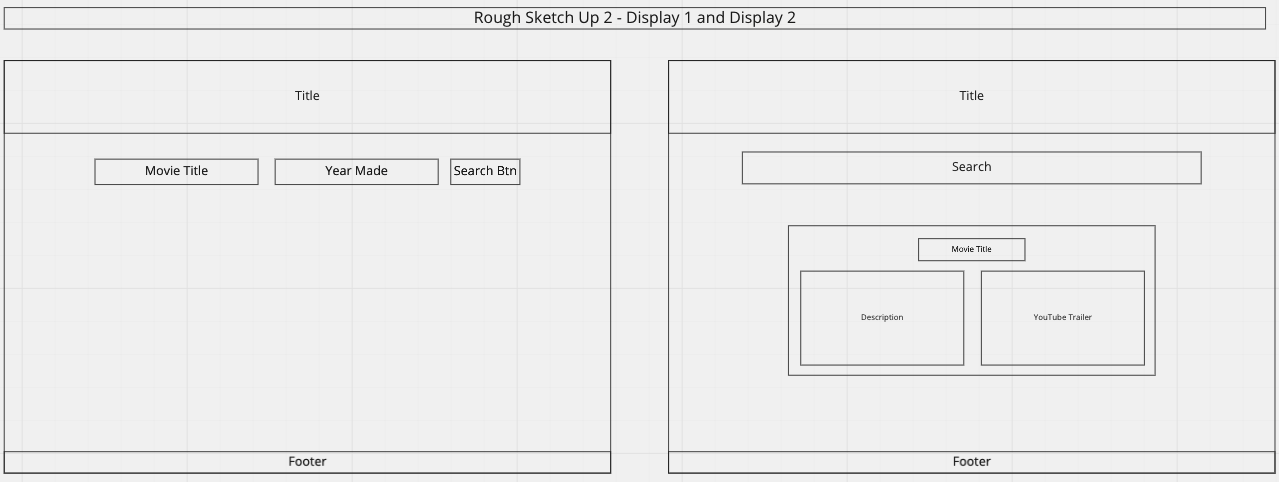 Rough Sketch Up 2 - Display 1 and Display 2
Title
Movie Title
Year Made
Search Btn
Footer
Title
Search
Movie Title
Description
YouTube Trailer
Footer